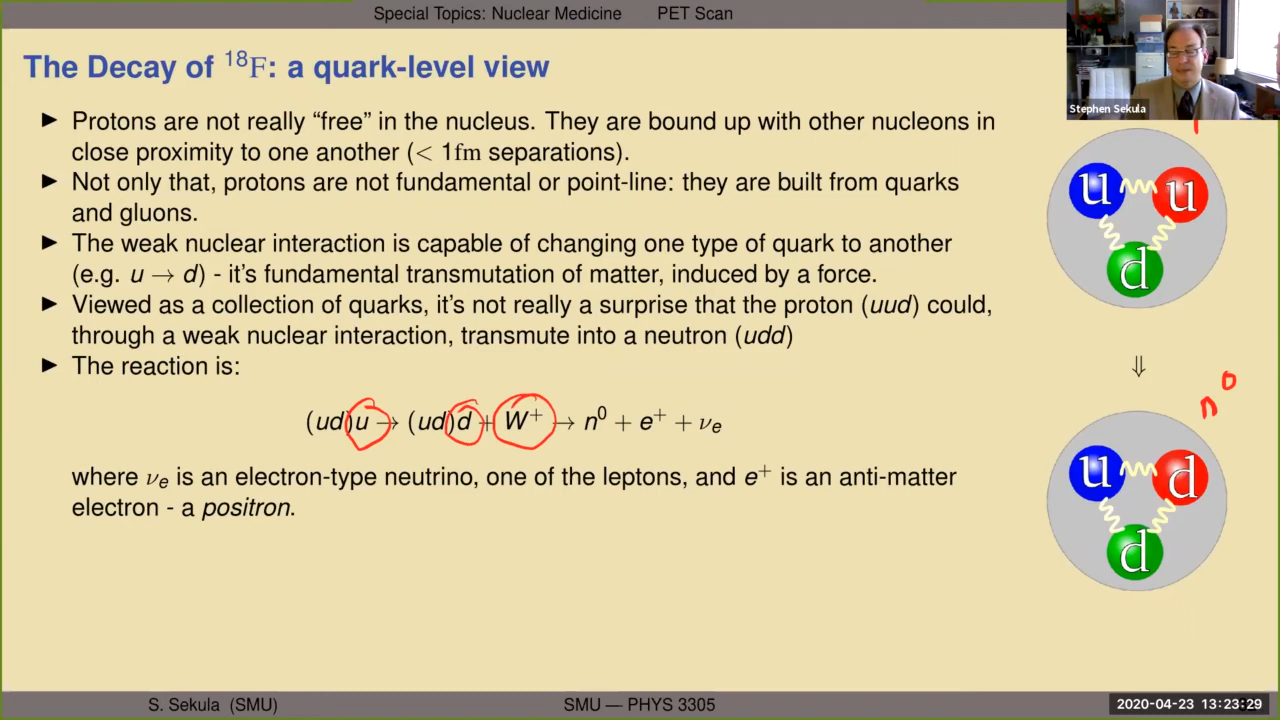 Special Topics: Nuclear Medicine PET Scan
The Decay of ¹⁸F: a quark-level view
Stephen Sekula
► Protons are not really “free” in the nucleus. They are bound up with other nucleons in
close proximity to one another (< 1fm separations).
► Not only that, protons are not fundamental or point-line: they are built from quarks
and gluons.
► The weak nuclear interaction is capable of changing one type of quark to another
(e.g. u → d) - it’s fundamental transmutation of matter, induced by a force.
► Viewed as a collection of quarks, it’s not really a surprise that the proton (uud) could,
through a weak nuclear interaction, transmute into a neutron (udd)
► The reaction is:
(ud)u → (ud)d + W⁺ → n⁰ + e⁺ + νₑ
where νₑ is an electron-type neutrino, one of the leptons, and e⁺ is an anti-matter
electron - a positron.
u u
d
⇓
n⁰
u d
d
S. Sekula (SMU) SMU — PHYS 3305
2020-04-23 13:23:29